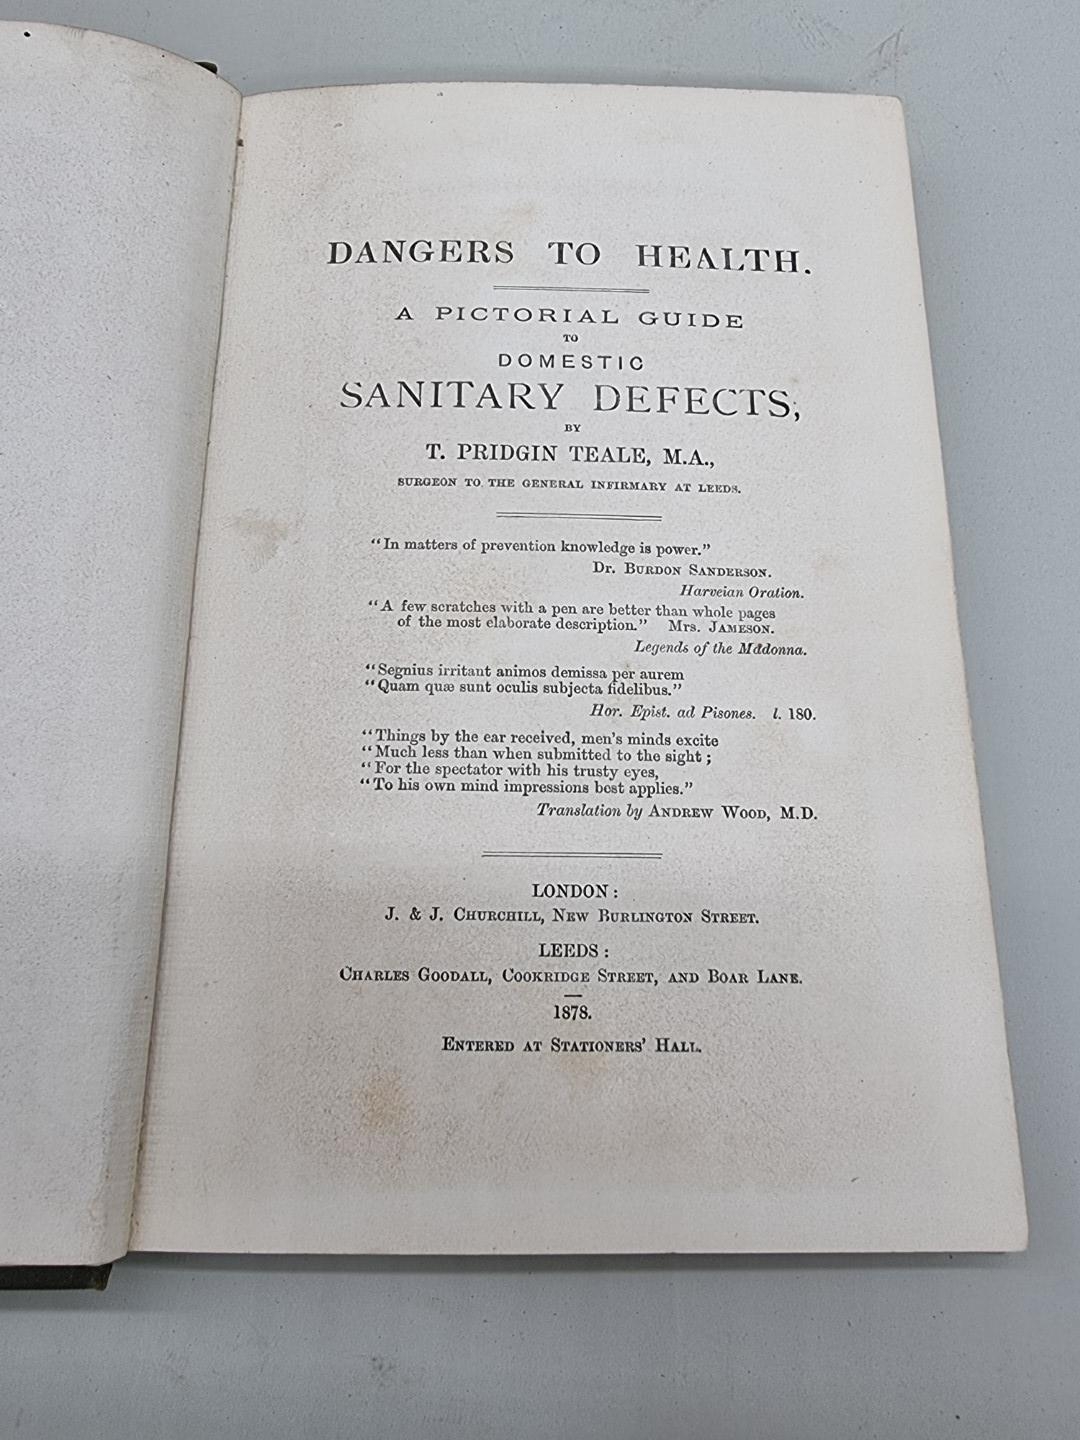 DANGERS TO HEALTH.
A PICTORIAL GUIDE
TO
DOMESTIC
SANITARY DEFECTS,
BY
T. PRIDGIN TEALE, M.A.,
SURGEON TO THE GENERAL INFIRMARY AT LEEDS.
"In matters of prevention knowledge is power."
Dr. BURDON SANDERSON.
Harveian Oration.
"A few scratches with a pen are better than whole pages
of the most elaborate description." Mrs. JAMESON.
Legends of the Madonna.
"Segnius irritant animos demissa per aurem
"Quam quæ sunt oculis subjecta fidelibus."
Hor. Epist. ad Pisones. l. 180.
"Things by the ear received, men's minds excite
"Much less than when submitted to the sight;
"For the spectator with his trusty eyes,
"To his own mind impressions best applies."
Translation by ANDREW WOOD, M.D.
LONDON:
J. & J. CHURCHILL, NEW BURLINGTON STREET.
LEEDS:
CHARLES GOODALL, COOKRIDGE STREET, AND BOAR LANE.
1878.
ENTERED AT STATIONERS' HALL.